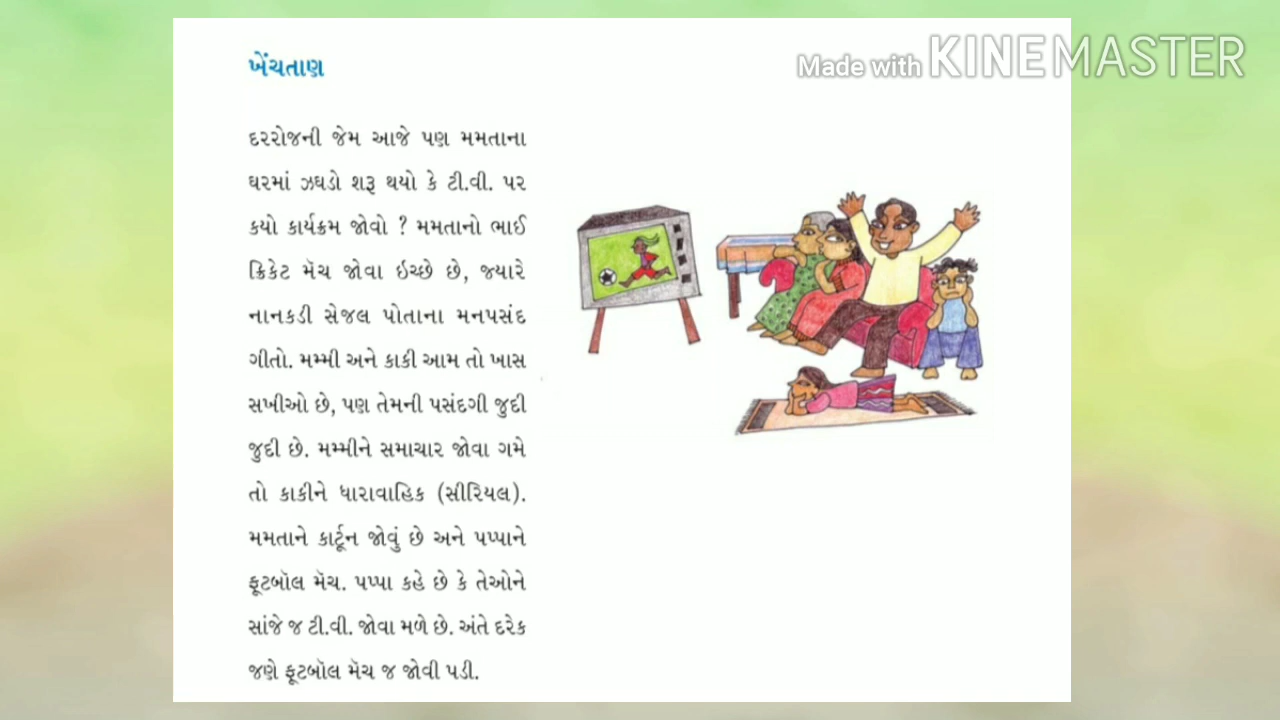 Made with KINEMASTER
ખેંચતાણ
દરરોજની જેમ આજે પણ મમતાના
ઘરમાં ઝઘડો શરૂ થયો કે ટી.વી. પર
કયો કાર્યક્રમ જોવો ? મમતાનો ભાઈ
ક્રિકેટ મૅચ જોવા ઇચ્છે છે, જ્યારે
નાનકડી સેજલ પોતાના મનપસંદ
ગીતો. મમ્મી અને કાકી આમ તો ખાસ
સખીઓ છે, પણ તેમની પસંદગી જુદી
જુદી છે. મમ્મીને સમાચાર જોવા ગમે
તો કાકીને ધારાવાહિક (સીરિયલ).
મમતાને કાર્ટૂન જોવું છે અને પપ્પાને
ફૂટબૉલ મૅચ. પપ્પા કહે છે કે તેઓને
સાંજે જ ટી.વી. જોવા મળે છે. અંતે દરેક
જણે ફૂટબૉલ મૅચ જ જોવી પડી.